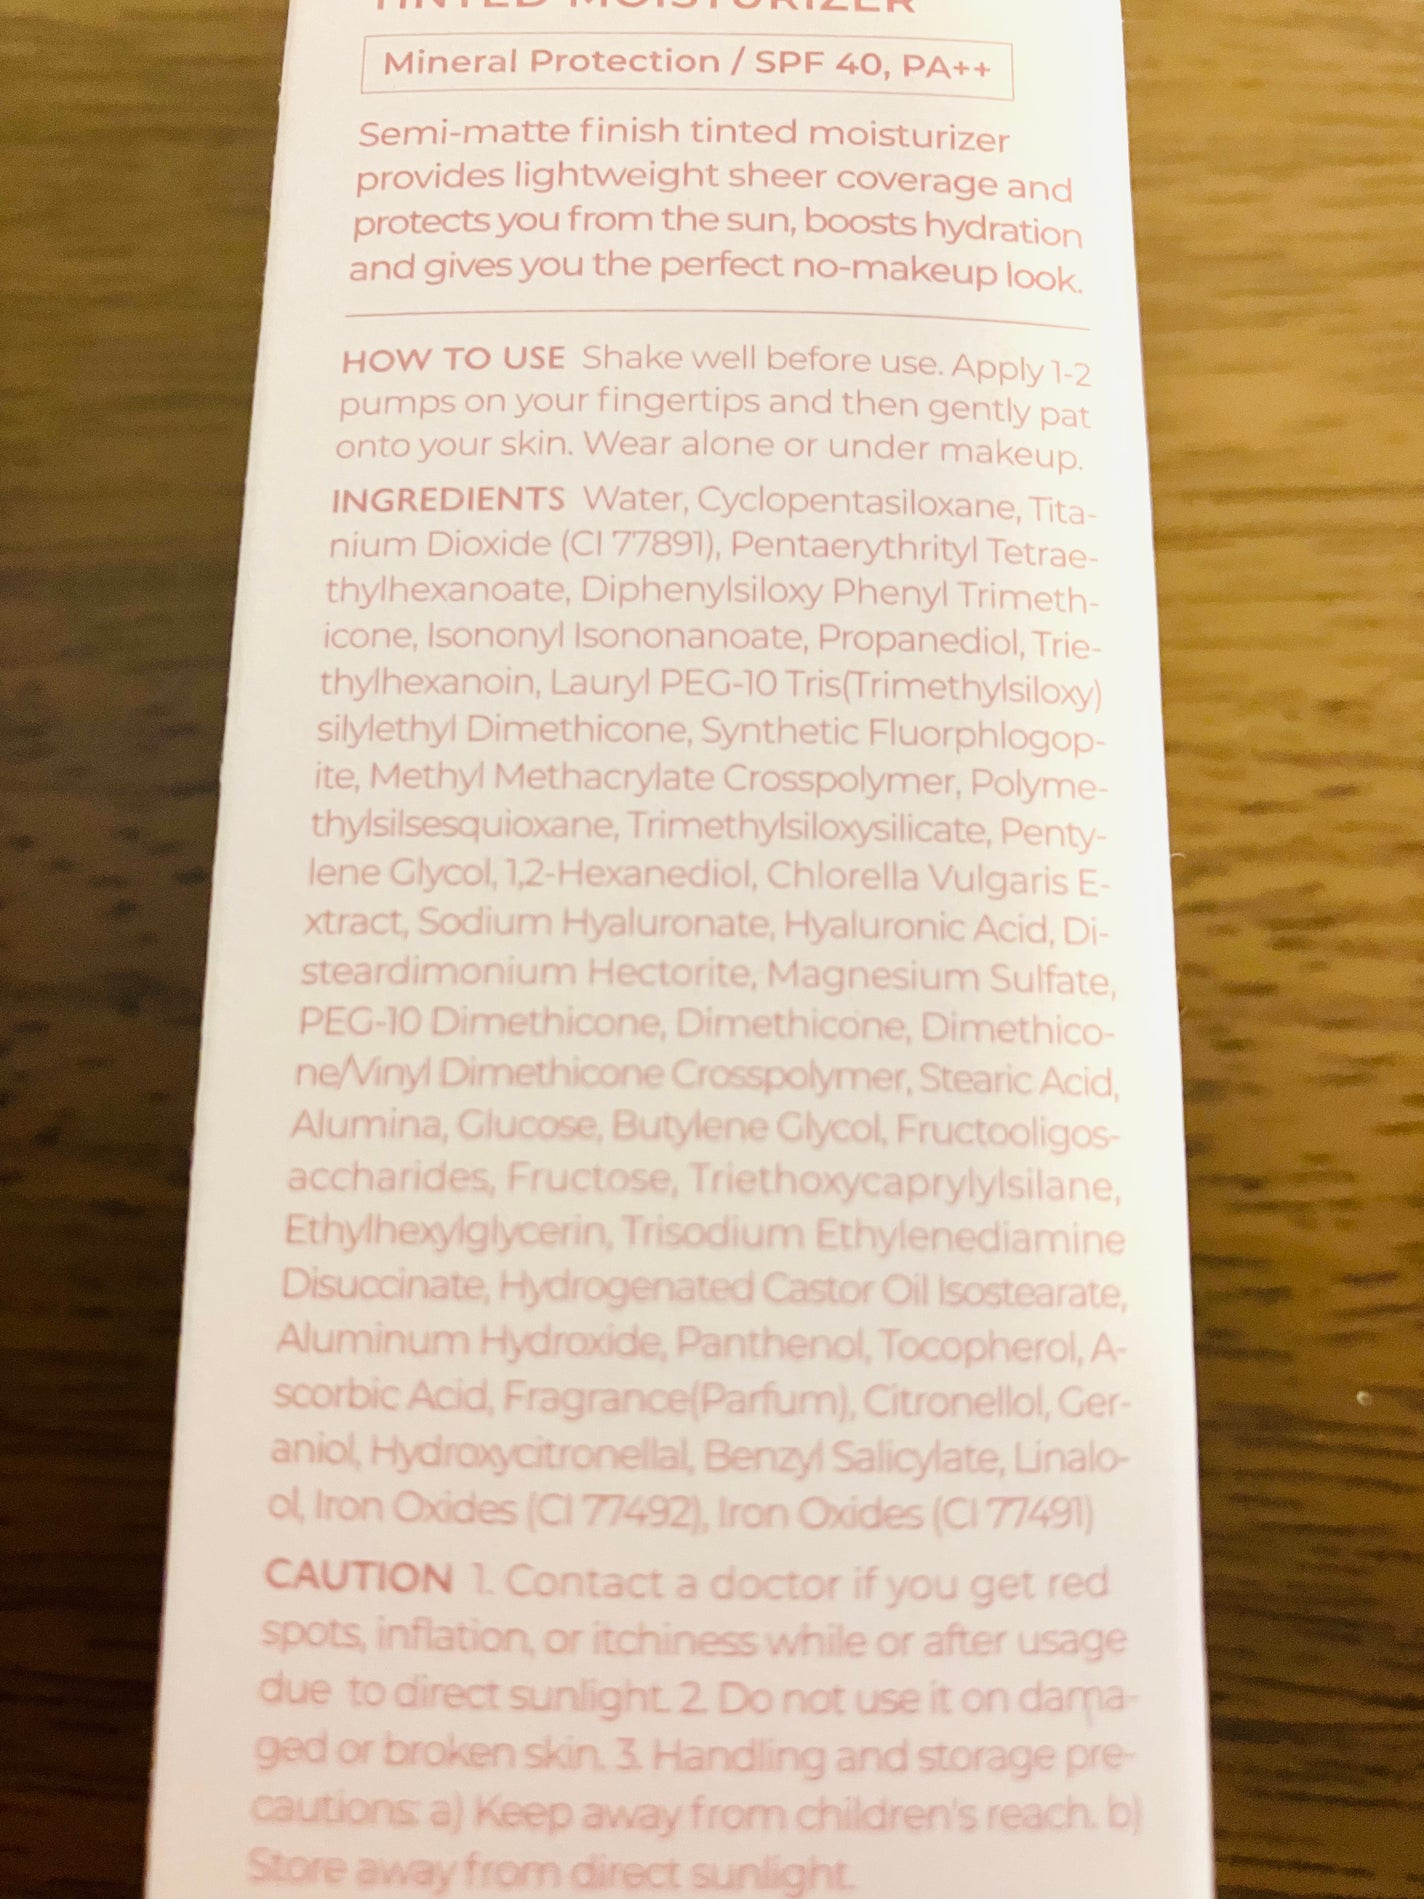 TINTED MOISTURIZER
Mineral Protection / SPF 40, PA++
Semi-matte finish tinted moisturizer
provides lightweight sheer coverage and
protects you from the sun, boosts hydration
and gives you the perfect no-makeup look.
HOW TO USE Shake well before use. Apply 1-2
pumps on your fingertips and then gently pat
onto your skin. Wear alone or under makeup.
INGREDIENTS Water, Cyclopentasiloxane, Tita-
nium Dioxide (CI 77891), Pentaerythrityl Tetrae-
thylhexanoate, Diphenylsiloxy Phenyl Trimeth-
icone, Isononyl Isononanoate, Propanediol, Trie-
thylhexanoin, Lauryl PEG-10 Tris(Trimethylsiloxy)
silylethyl Dimethicone, Synthetic Fluorphlogop-
ite, Methyl Methacrylate Crosspolymer, Polyme-
thylsilsesquioxane, Trimethylsiloxysilicate, Penty-
lene Glycol, 1,2-Hexanediol, Chlorella Vulgaris E-
xtract, Sodium Hyaluronate, Hyaluronic Acid, Di-
steardimonium Hectorite, Magnesium Sulfate,
PEG-10 Dimethicone, Dimethicone, Dimethico-
ne/Vinyl Dimethicone Crosspolymer, Stearic Acid,
Alumina, Glucose, Butylene Glycol, Fructooligos-
accharides, Fructose, Triethoxycaprylylsilane,
Ethylhexylglycerin, Trisodium Ethylenediamine
Disuccinate, Hydrogenated Castor Oil Isostearate,
Aluminum Hydroxide, Panthenol, Tocopherol, A-
scorbic Acid, Fragrance(Parfum), Citronellol, Ger-
aniol, Hydroxycitronellal, Benzyl Salicylate, Linalo-
ol, Iron Oxides (CI 77492), Iron Oxides (CI 77491)
CAUTION 1. Contact a doctor if you get red
spots, inflation, or itchiness while or after usage
due to direct sunlight. 2. Do not use it on dama-
ged or broken skin. 3. Handling and storage pre-
cautions: a) Keep away from children's reach. b)
Store away from direct sunlight.